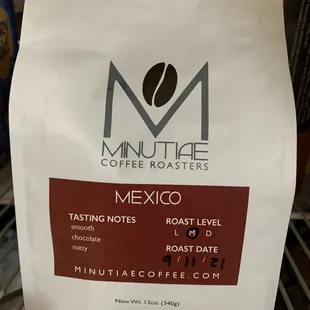 MINUTIAE
COFFEE ROASTERS
MEXICO
TASTING NOTES
smooth
chocolate
nutty
ROAST LEVEL
L M D
ROAST DATE
9/11/21
MINUTIAECOFFEE.COM
New Wt. 12oz. (340g)